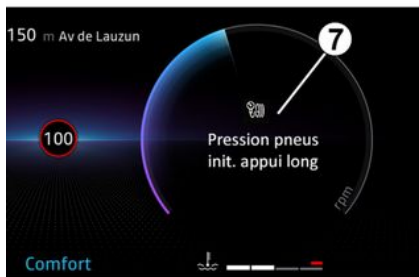 150 m Av de Lauzun
7
100
Pression pneus
init. appui long
rpm
Comfort